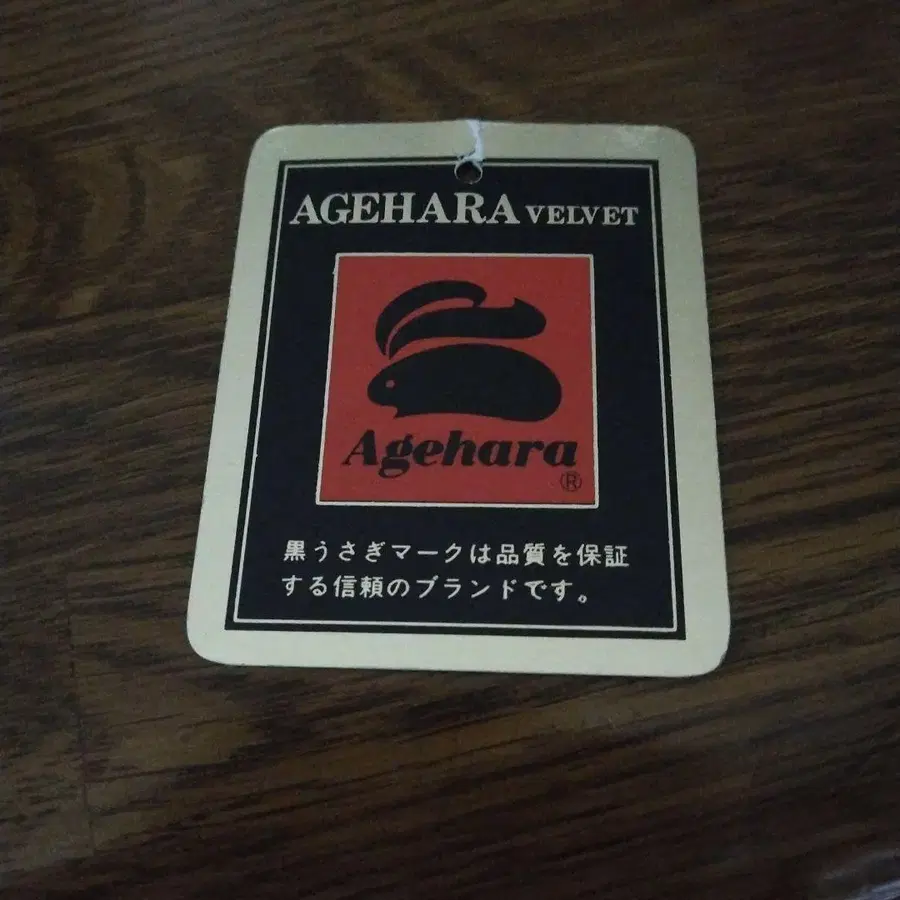 AGEHARA VELVET
Agehara
®
黒うさぎマークは品質を保証
する信頼のブランドです。